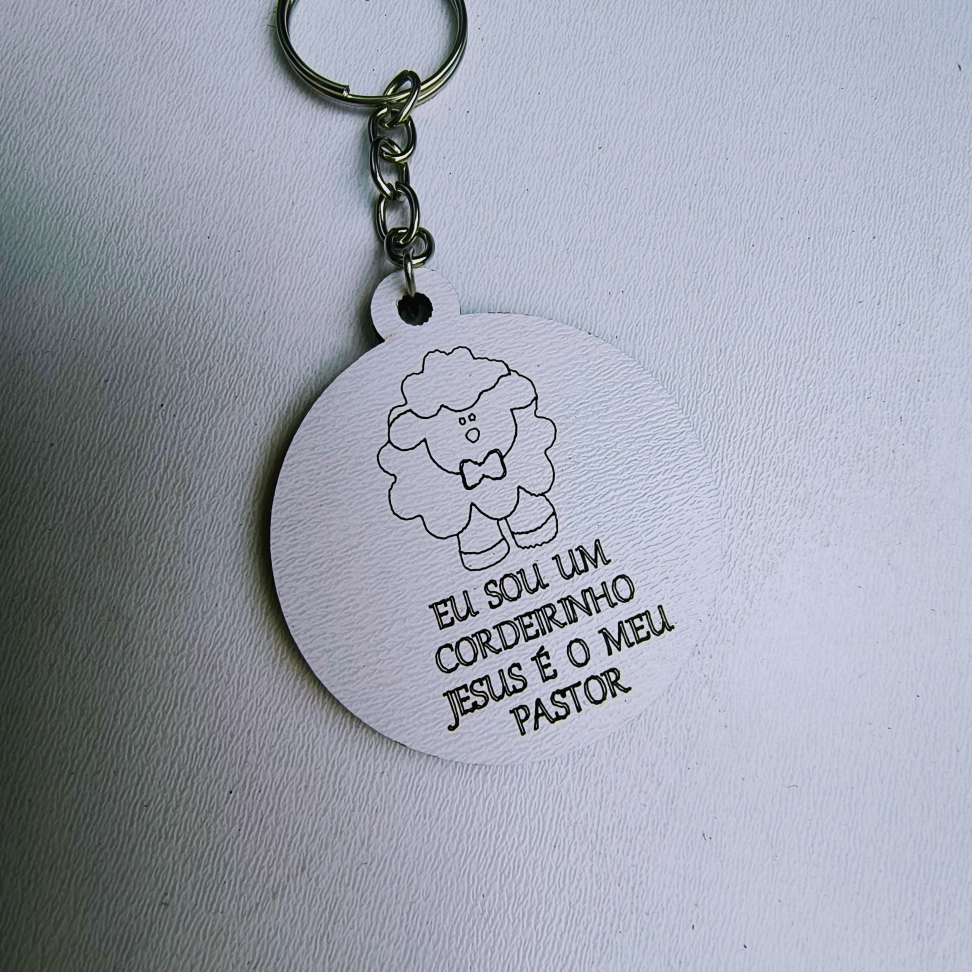 EU SOU UM
CORDEIRINHO
JESUS É O MEU
PASTOR